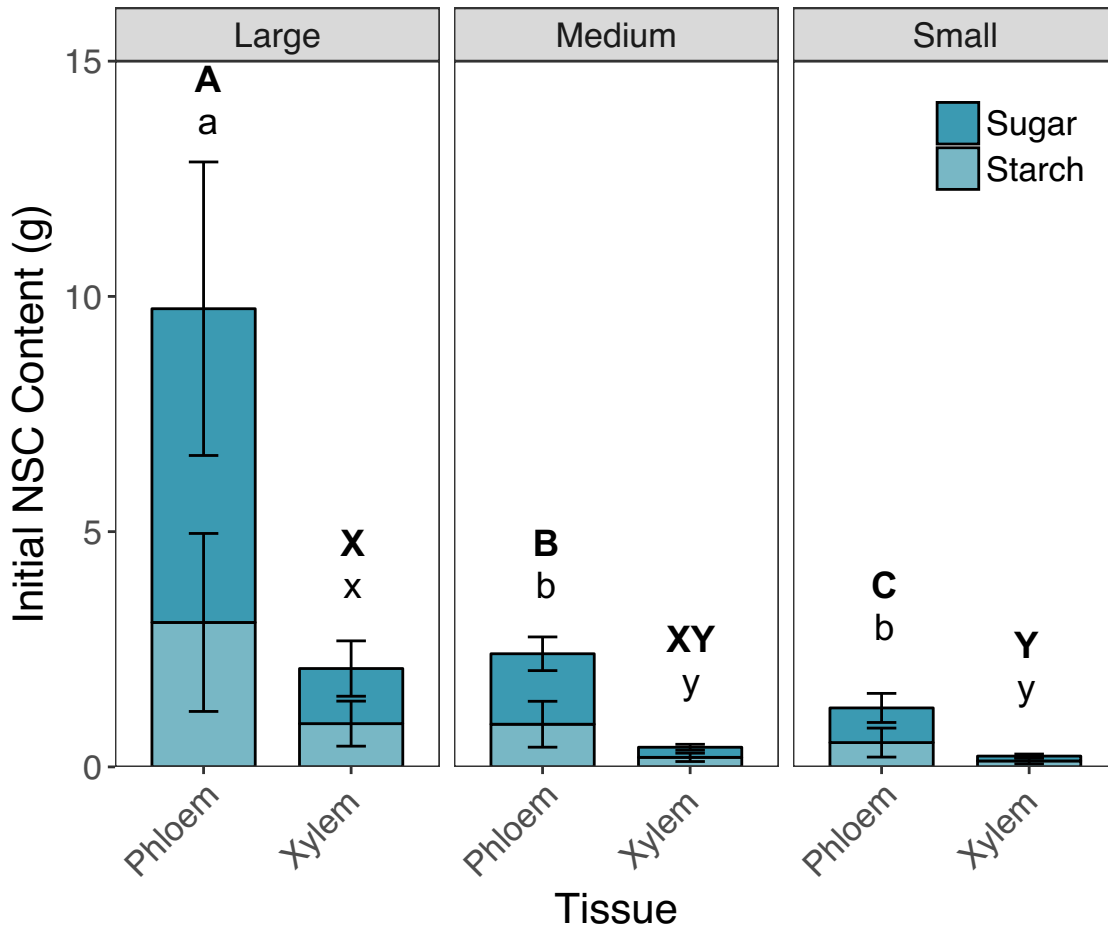 Large
Medium
Small
Initial NSC Content (g)
15
10
5
0
A
a
X
x
B
b
XY
y
C
b
Y
y
Sugar
Starch
Phloem
Xylem
Phloem
Xylem
Phloem
Xylem
Tissue